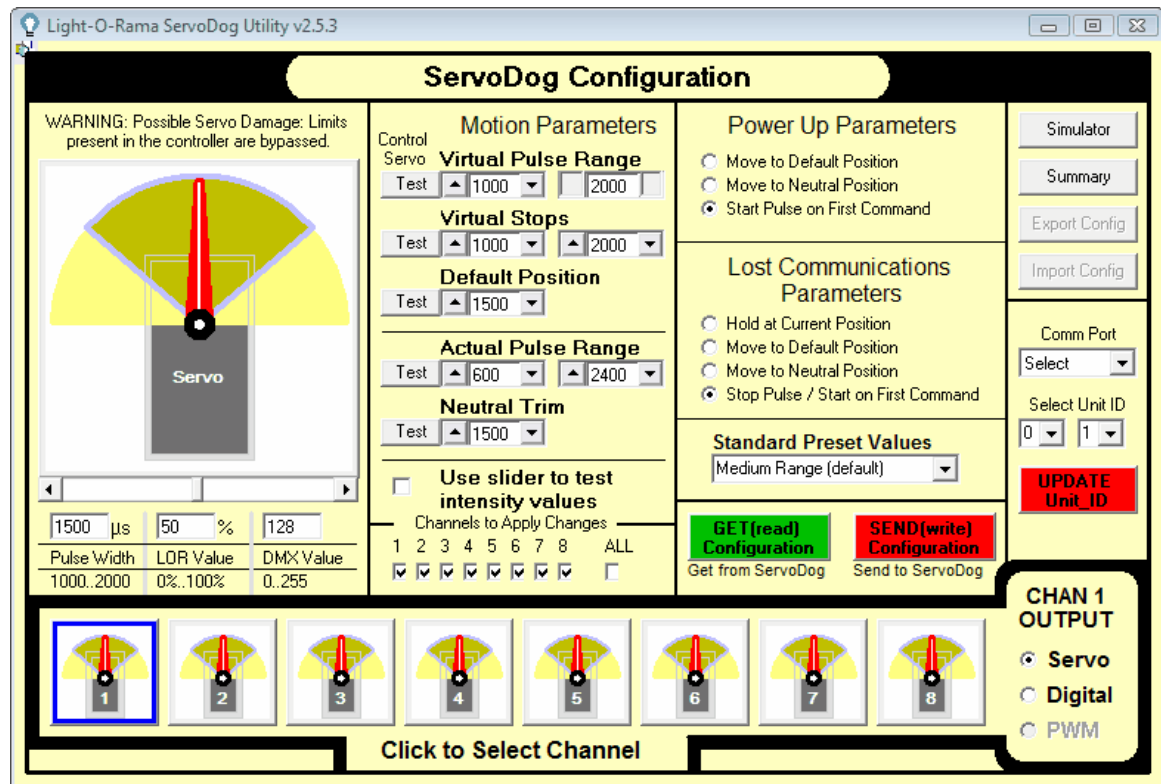 Light-O-Rama ServoDog Utility v2.5.3
ServoDog Configuration
WARNING: Possible Servo Damage: Limits
present in the controller are bypassed.
Servo
1500 µs 50 % 128
Pulse Width LOR Value DMX Value
1000..2000 0%..100% 0..255
Motion Parameters
Control
Servo
Virtual Pulse Range
Test 1000 2000
Virtual Stops
Test 1000 2000
Default Position
Test 1500
Actual Pulse Range
Test 600 2400
Neutral Trim
Test 1500
Use slider to test
intensity values
Channels to Apply Changes
1 2 3 4 5 6 7 8 ALL
Power Up Parameters
Move to Default Position
Move to Neutral Position
Start Pulse on First Command
Lost Communications
Parameters
Hold at Current Position
Move to Default Position
Move to Neutral Position
Stop Pulse / Start on First Command
Standard Preset Values
Medium Range (default)
GET(read)
Configuration
Get from ServoDog
SEND(write)
Configuration
Send to ServoDog
Simulator
Summary
Export Config
Import Config
Comm Port
Select
Select Unit ID
0 1
UPDATE
Unit_ID
CHAN 1
OUTPUT
Servo
Digital
PWM
1 2 3 4 5 6 7 8
Click to Select Channel